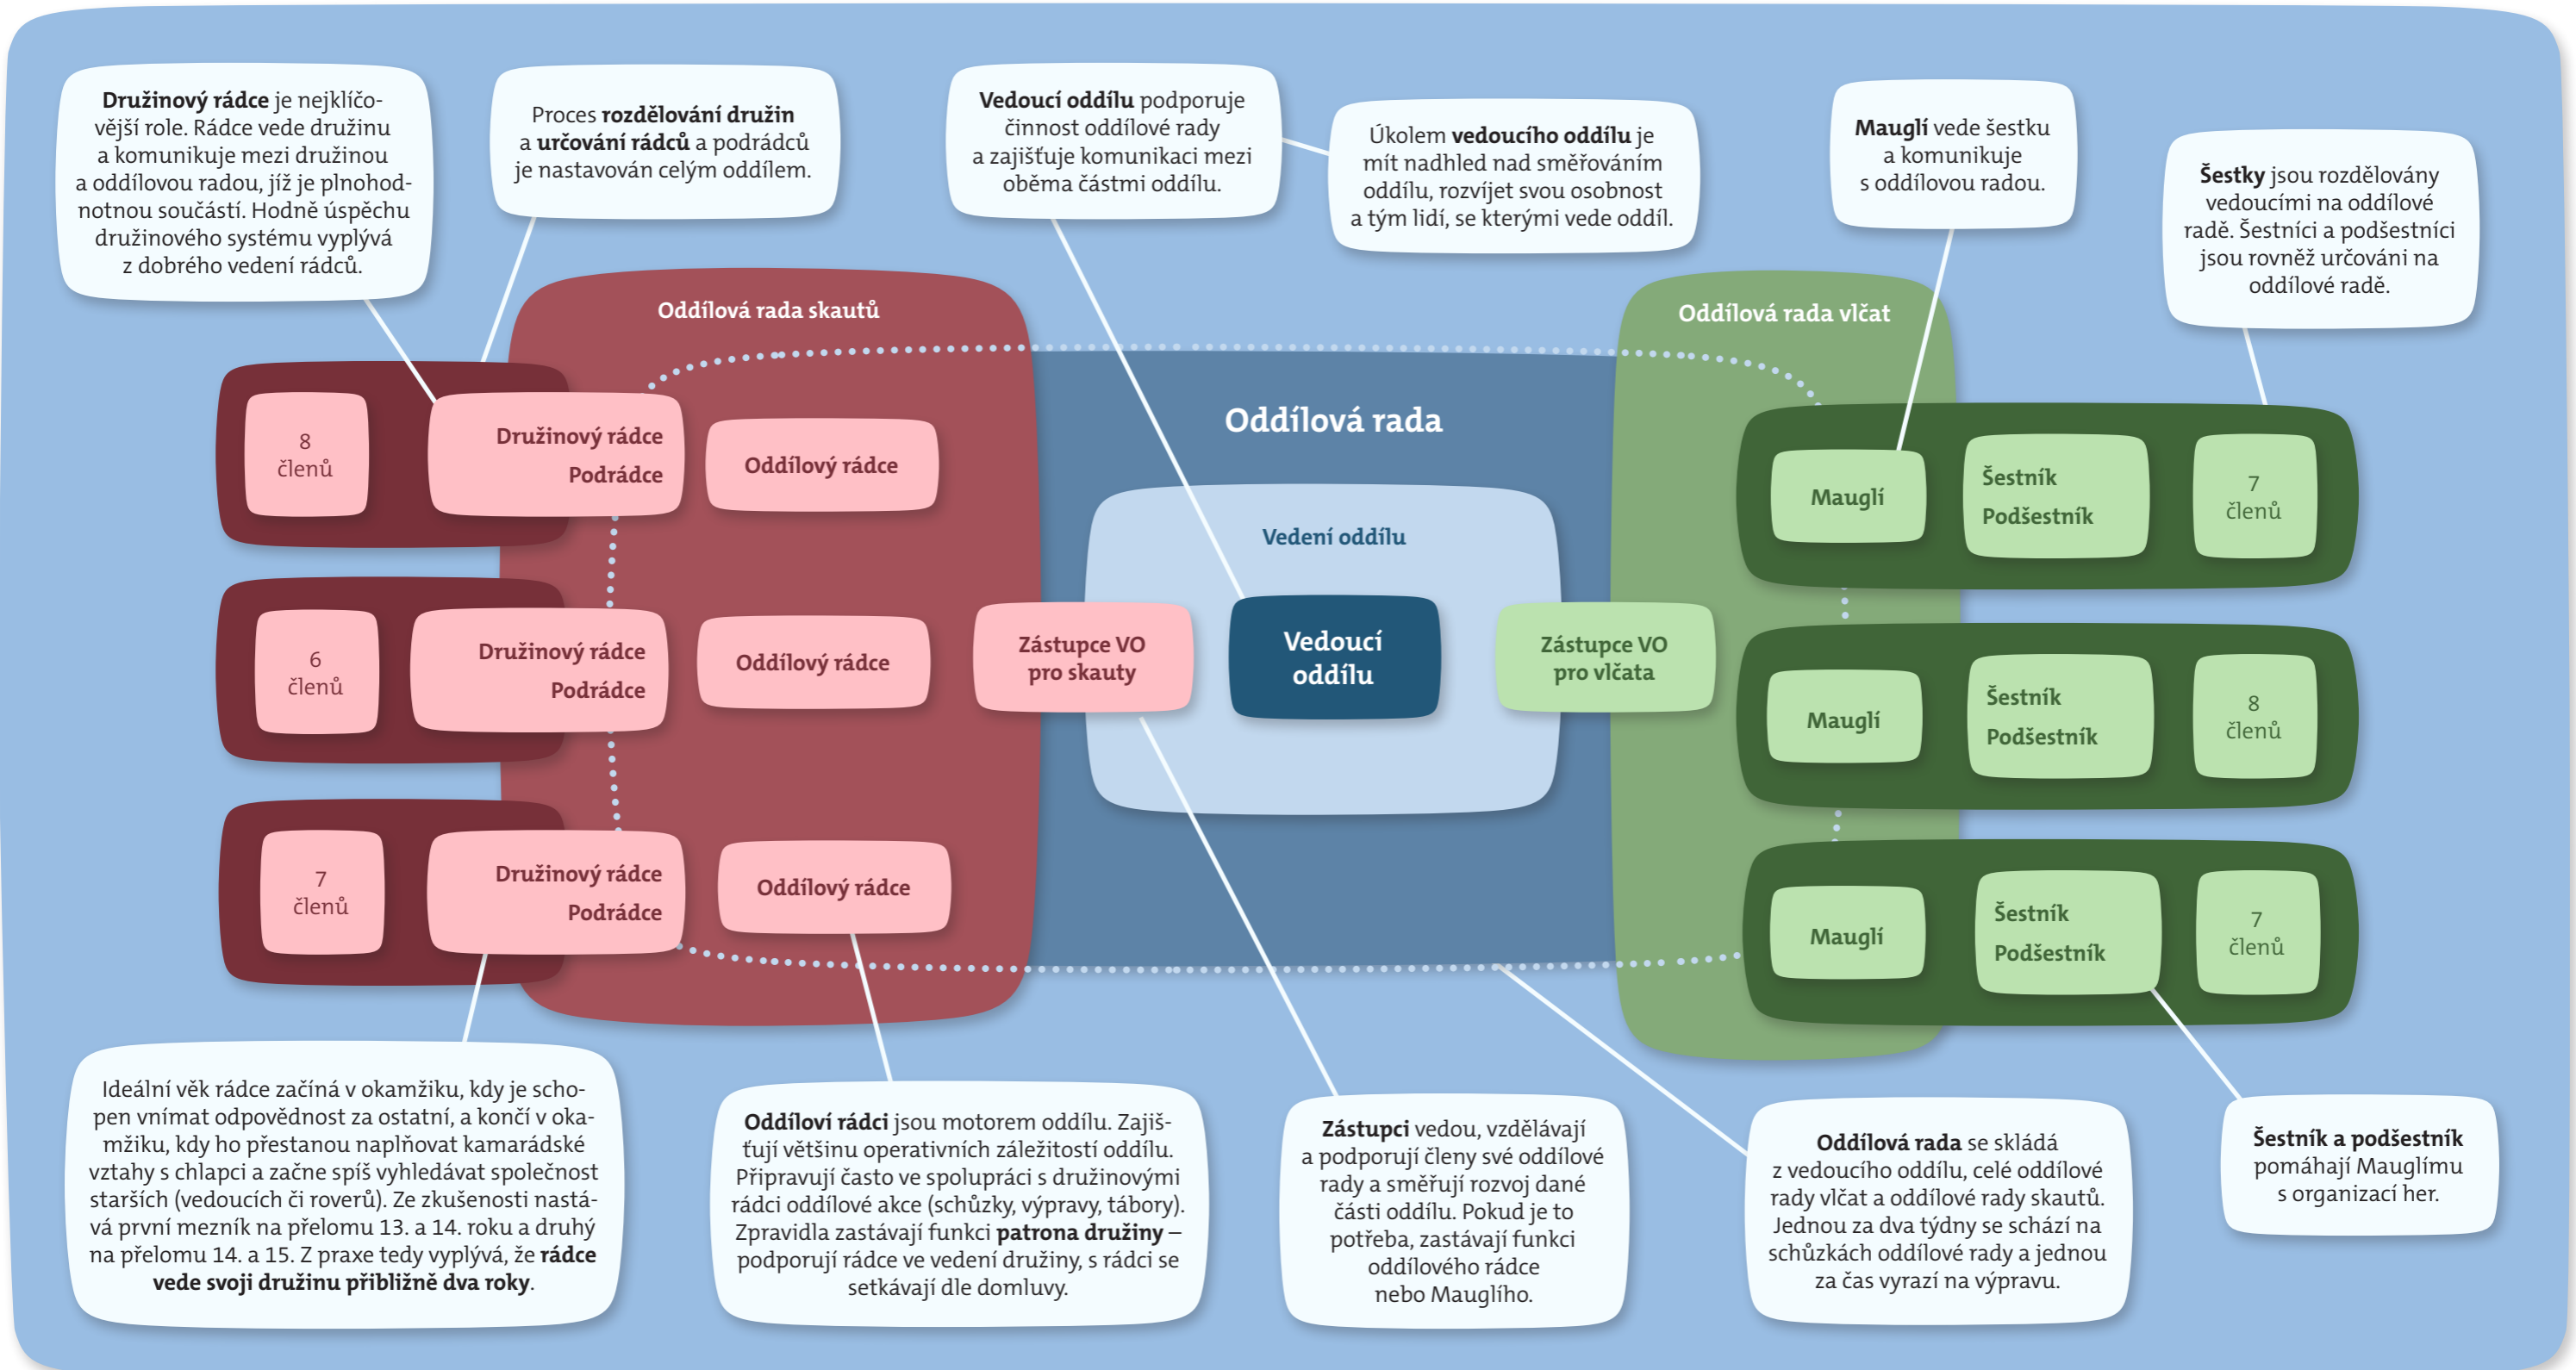 Družinový rádce je nejklíčo-
vější role. Rádce vede družinu
a komunikuje mezi družinou
a oddílovou radou, jíž je plnohod-
notnou součástí. Hodně úspěchu
družinového systému vyplývá
z dobrého vedení rádců.
Proces rozdělování družin
a určování rádců a podrádců
je nastavován celým oddílem.
Vedoucí oddílu podporuje
činnost oddílové rady
a zajišťuje komunikaci mezi
oběma částmi oddílu.
Úkolem vedoucího oddílu je
mít nadhled nad směřováním
oddílu, rozvíjet svou osobnost
a tým lidí, se kterými vede oddíl.
Mauglí vede šestku
a komunikuje
s oddílovou radou.
Šestky jsou rozdělovány
vedoucími na oddílové
radě. Šestníci a podšestníci
jsou rovněž určováni na
oddílové radě.
Oddílová rada skautů
Oddílová rada
Oddílová rada vlčat
8
členů
Družinový rádce
Podrádce
Oddílový rádce
6
členů
Družinový rádce
Podrádce
Oddílový rádce
7
členů
Družinový rádce
Podrádce
Oddílový rádce
Vedení oddílu
Zástupce VO
pro skauty
Vedoucí
oddílu
Zástupce VO
pro vlčata
Mauglí
Šestník
Podšestník
7
členů
Mauglí
Šestník
Podšestník
8
členů
Mauglí
Šestník
Podšestník
7
členů
Ideální věk rádce začíná v okamžiku, kdy je scho-
pen vnímat odpovědnost za ostatní, a končí v oka-
mžiku, kdy ho přestanou naplňovat kamarádské
vztahy s chlapci a začne spíš vyhledávat společnost
starších (vedoucích či roverů). Ze zkušenosti nastá-
vá první mezník na přelomu 13. a 14. roku a druhý
na přelomu 14. a 15. Z praxe tedy vyplývá, že rádce
vede svoji družinu přibližně dva roky.
Oddíloví rádci jsou motorem oddílu. Zajiš-
ťují většinu operativních záležitostí oddílu.
Připravují často ve spolupráci s družinovými
rádci oddílové akce (schůzky, výpravy, tábory).
Zpravidla zastávají funkci patrona družiny –
podporují rádce ve vedení družiny, s rádci se
setkávají dle domluvy.
Zástupci vedou, vzdělávají
a podporují členy své oddílové
rady a směřují rozvoj dané
části oddílu. Pokud je to
potřeba, zastávají funkci
oddílového rádce
nebo Mauglího.
Oddílová rada se skládá
z vedoucího oddílu, celé oddílové
rady vlčat a oddílové rady skautů.
Jednou za dva týdny se schází na
schůzkách oddílové rady a jednou
za čas vyrazí na výpravu.
Šestník a podšestník
pomáhají Mauglímu
s organizací her.